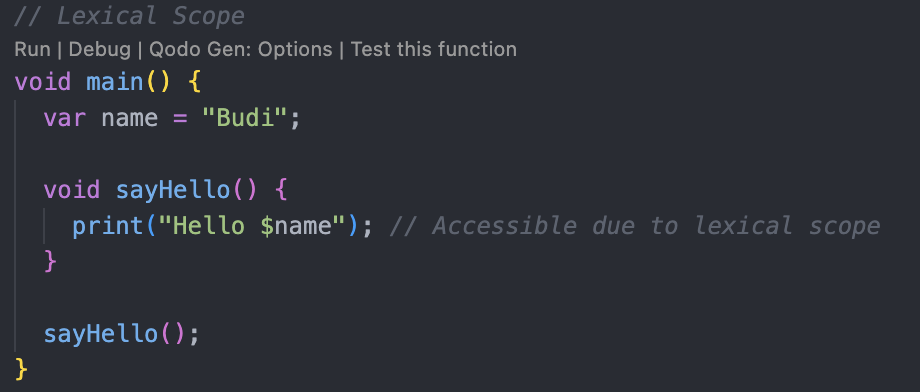 // Lexical Scope
Run | Debug | Qodo Gen: Options | Test this function
void main() {
  var name = "Budi";
  void sayHello() {
    print("Hello $name"); // Accessible due to lexical scope
  }
  sayHello();
}